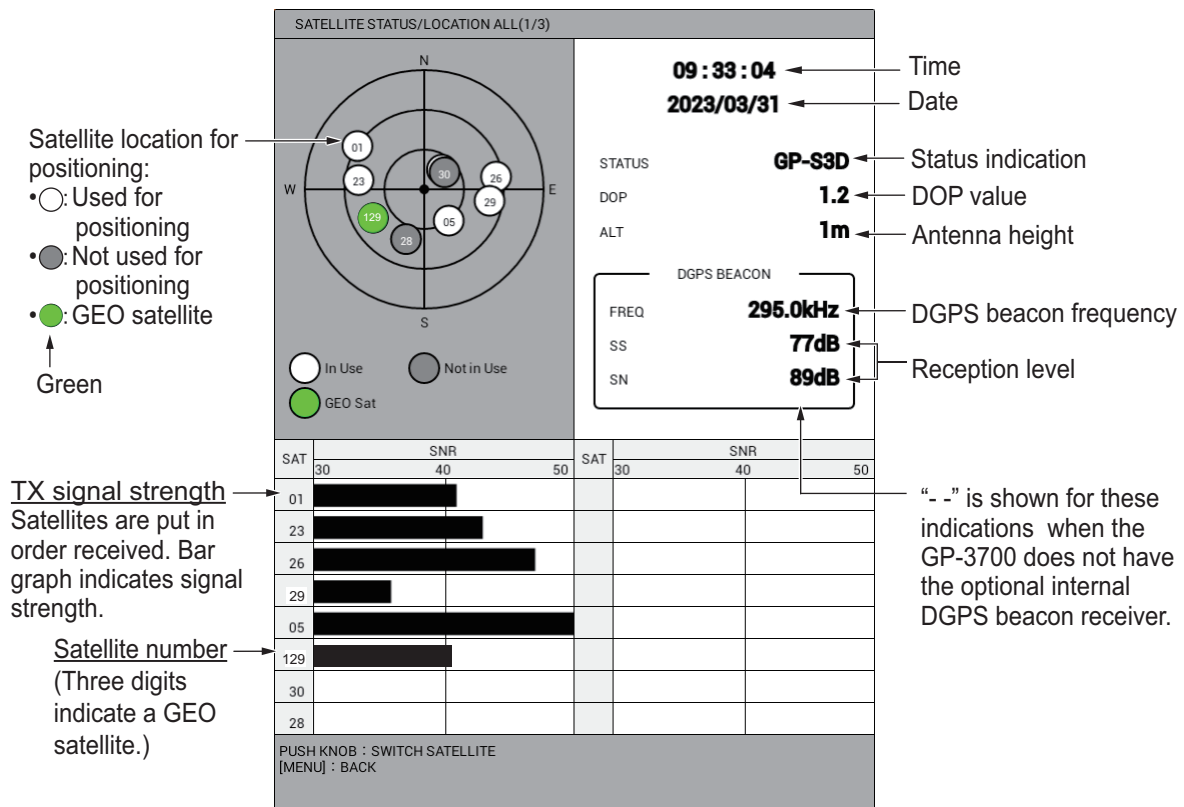 SATELLITE STATUS/LOCATION ALL(1/3)
N
W
E
S
01
23
30
26
29
129
05
28
In Use
Not in Use
GEO Sat
09 : 33 : 04
2023/03/31
STATUS GP-S3D
DOP 1.2
ALT 1m
DGPS BEACON
FREQ 295.0kHz
SS 77dB
SN 89dB
Time
Date
Status indication
DOP value
Antenna height
DGPS beacon frequency
Reception level
“- -” is shown for these
indications when the
GP-3700 does not have
the optional internal
DGPS beacon receiver.
Satellite location for
positioning:
•○: Used for
positioning
•●: Not used for
positioning
•●: GEO satellite
Green
SAT SNR SAT SNR
30 40 50 30 40 50
01
23
26
29
05
129
30
28
TX signal strength
Satellites are put in
order received. Bar
graph indicates signal
strength.
Satellite number
(Three digits
indicate a GEO
satellite.)
PUSH KNOB : SWITCH SATELLITE
[MENU] : BACK